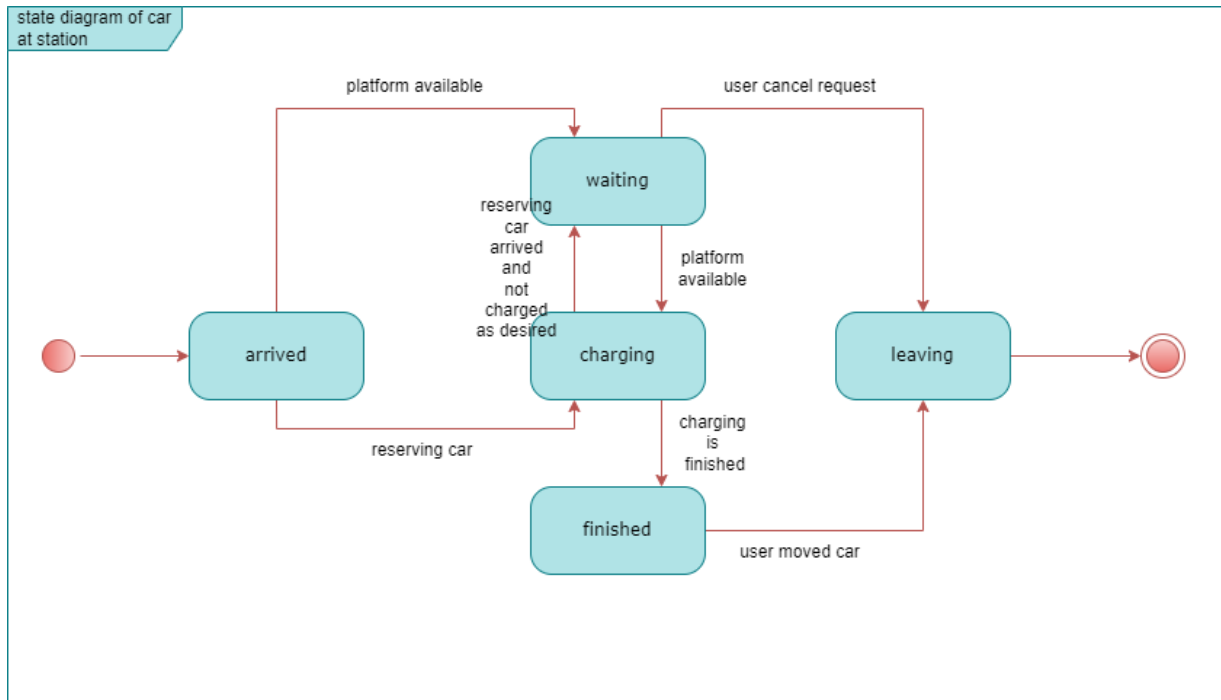 state diagram of car
at station
platform available
user cancel request
waiting
reserving
car
arrived
and
not
charged
as desired
platform
available
arrived
charging
leaving
reserving car
charging
is
finished
finished
user moved car